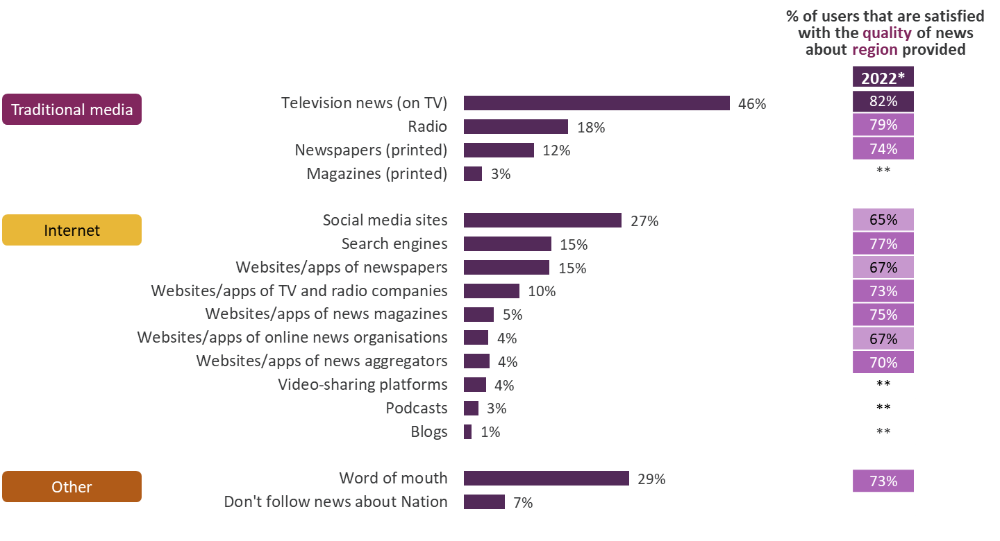 % of users that are satisfied
with the quality of news
about region provided
2022*
Traditional media
Television news (on TV) 46% 82%
Radio 18% 79%
Newspapers (printed) 12% 74%
Magazines (printed) 3% **
Internet
Social media sites 27% 65%
Search engines 15% 77%
Websites/apps of newspapers 15% 67%
Websites/apps of TV and radio companies 10% 73%
Websites/apps of news magazines 5% 75%
Websites/apps of online news organisations 4% 67%
Websites/apps of news aggregators 4% 70%
Video-sharing platforms 4% **
Podcasts 3% **
Blogs 1% **
Other
Word of mouth 29% 73%
Don't follow news about Nation 7%